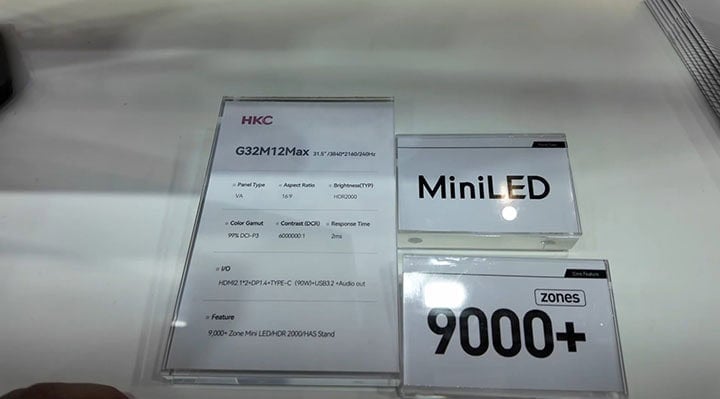 HKC
G32M12Max 31.5"/3840*2160/240Hz
Panel Type Aspect Ratio Brightness(TYP)
VA 16:9 HDR2000
Color Gamut Contrast (DCR) Response Time
99% DCI-P3 6000000:1 2ms
I/O
HDMI2.1*2+DP1.4+TYPE-C (90W)+USB3.2 +Audio out
Feature
9,000+ Zone Mini LED/HDR 2000/HAS Stand
MiniLED
Core Feature
zones
9000+